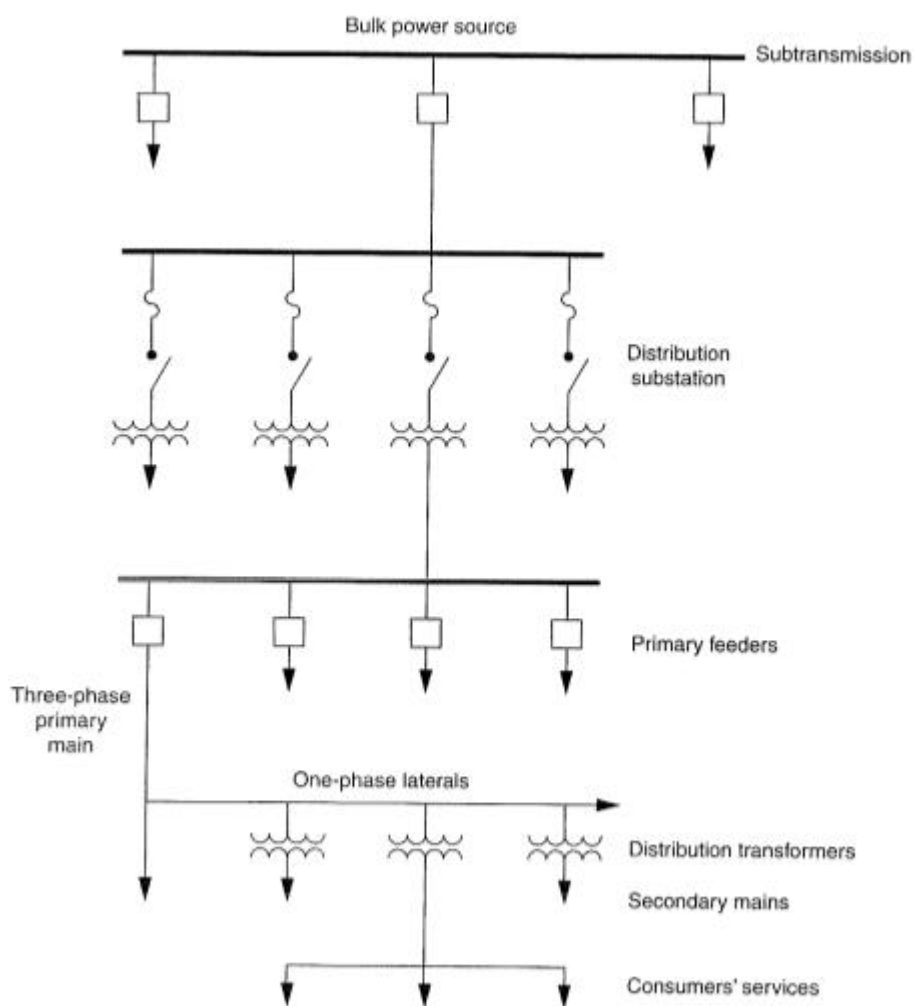 Bulk power source
Subtransmission
Distribution
substation
Primary feeders
Three-phase
primary
main
One-phase laterals
Distribution transformers
Secondary mains
Consumers' services